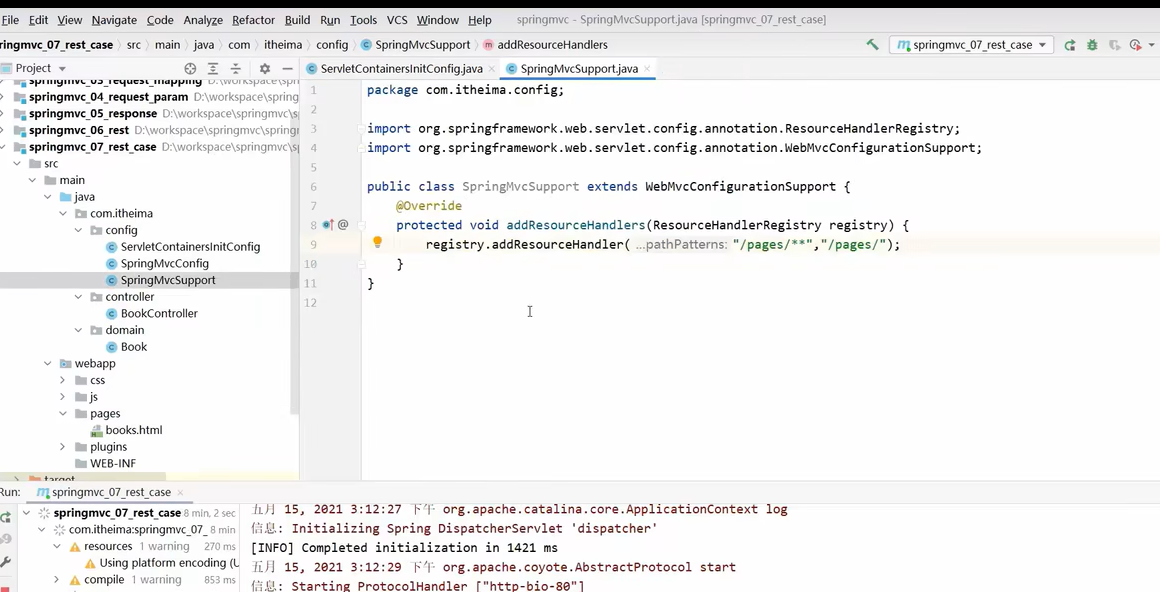 File Edit View Navigate Code Analyze Refactor Build Run Tools VCS Window Help springmvc - SpringMvcSupport.java [springmvc_07_rest_case]
ringmvc_07_rest_case src main java com itheima config SpringMvcSupport addResourceHandlers springmvc_07_rest_case
Project ServletContainersInitConfig.java SpringMvcSupport.java
springmvc_03_request_mapping D:\workspace\spring
springmvc_04_request_param D:\workspace\spring
springmvc_05_response D:\workspace\springmvc\s
springmvc_06_rest D:\workspace\springmvc\spring
springmvc_07_rest_case D:\workspace\springmvc\s
src
main
java
com.itheima
config
ServletContainersInitConfig
SpringMvcConfig
SpringMvcSupport
controller
BookController
domain
Book
webapp
css
js
pages
books.html
plugins
WEB-INF
target
1 package com.itheima.config;
2
3 import org.springframework.web.servlet.config.annotation.ResourceHandlerRegistry;
4 import org.springframework.web.servlet.config.annotation.WebMvcConfigurationSupport;
5
6 public class SpringMvcSupport extends WebMvcConfigurationSupport {
7 @Override
8 protected void addResourceHandlers(ResourceHandlerRegistry registry) {
9 registry.addResourceHandler( ...pathPatterns: "/pages/**","/pages/");
10 }
11 }
12
Run: springmvc_07_rest_case
springmvc_07_rest_case 8 min, 2 sec
com.itheima:springmvc_07_ 8 min
resources 1 warning 270 ms
Using platform encoding (U
compile 1 warning 853 ms
五月 15, 2021 3:12:27 下午 org.apache.catalina.core.ApplicationContext log
信息: Initializing Spring DispatcherServlet 'dispatcher'
[INFO] Completed initialization in 1421 ms
五月 15, 2021 3:12:29 下午 org.apache.coyote.AbstractProtocol start
信息: Starting ProtocolHandler ["http-bio-80"]